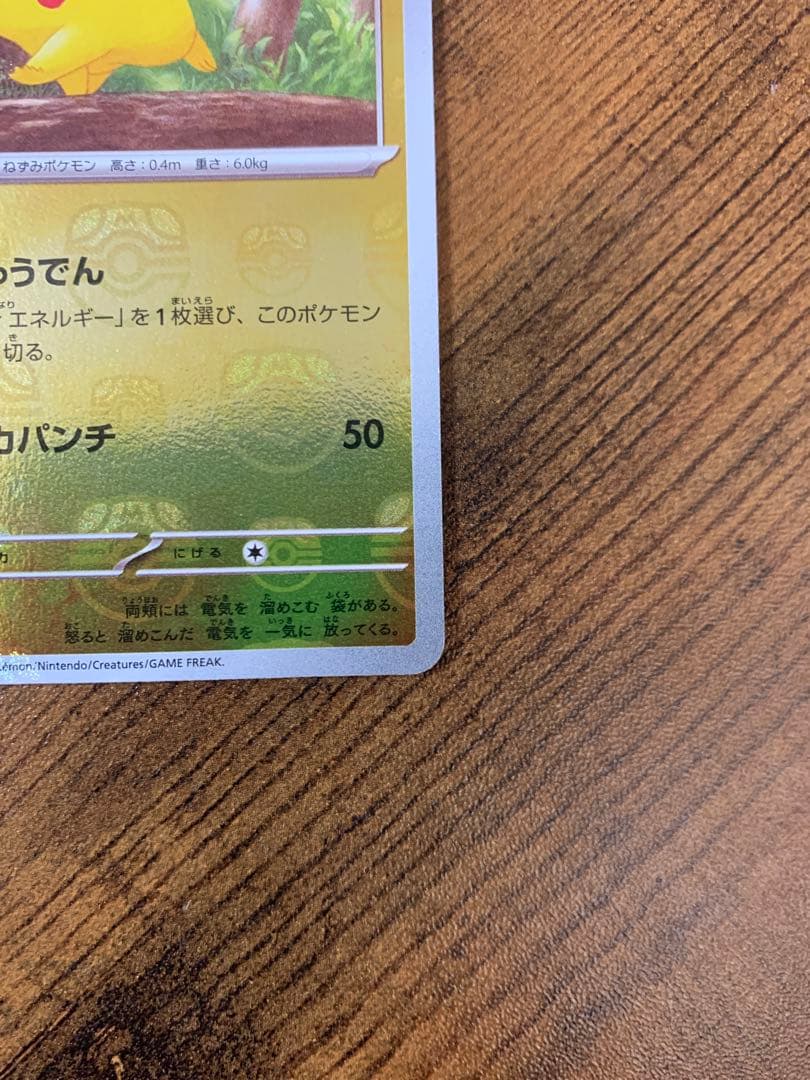 ねずみポケモン 高さ:0.4m 重さ:6.0kg
ゅうでん
エネルギー」を1枚選び、このポケモン
切る。
カパンチ 50
力 にげる
両頬には 電気を 溜めこむ 袋がある。
怒ると 溜めこんだ 電気を 一気に 放ってくる。
Pokémon/Nintendo/Creatures/GAME FREAK.